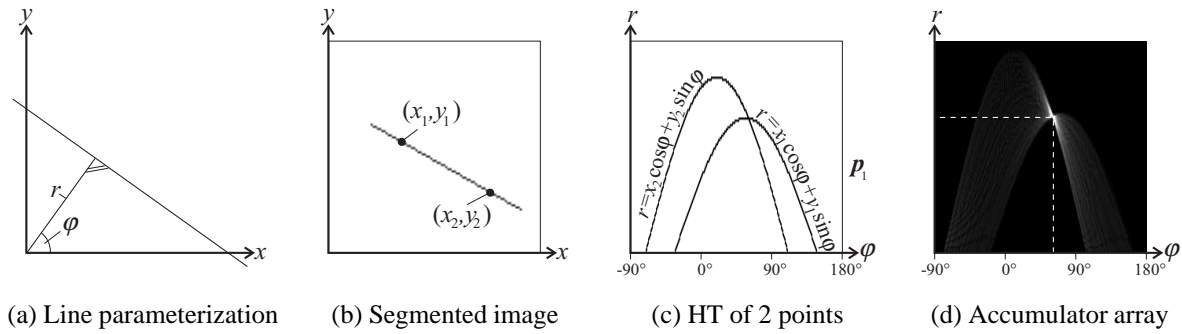 y
r
φ
x
y
(x₁,y₁)
(x₂,y₂)
x
r
r=x₂cosφ+y₂sinφ
r=x₁cosφ+y₁sinφ
p₁
-90° 0° 90° 180° φ
r
-90° 0° 90° 180° φ
(a) Line parameterization (b) Segmented image (c) HT of 2 points (d) Accumulator array